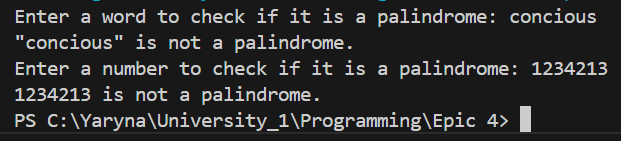 Enter a word to check if it is a palindrome: concious
"concious" is not a palindrome.
Enter a number to check if it is a palindrome: 1234213
1234213 is not a palindrome.
PS C:\Yaryna\University_1\Programming\Epic 4>